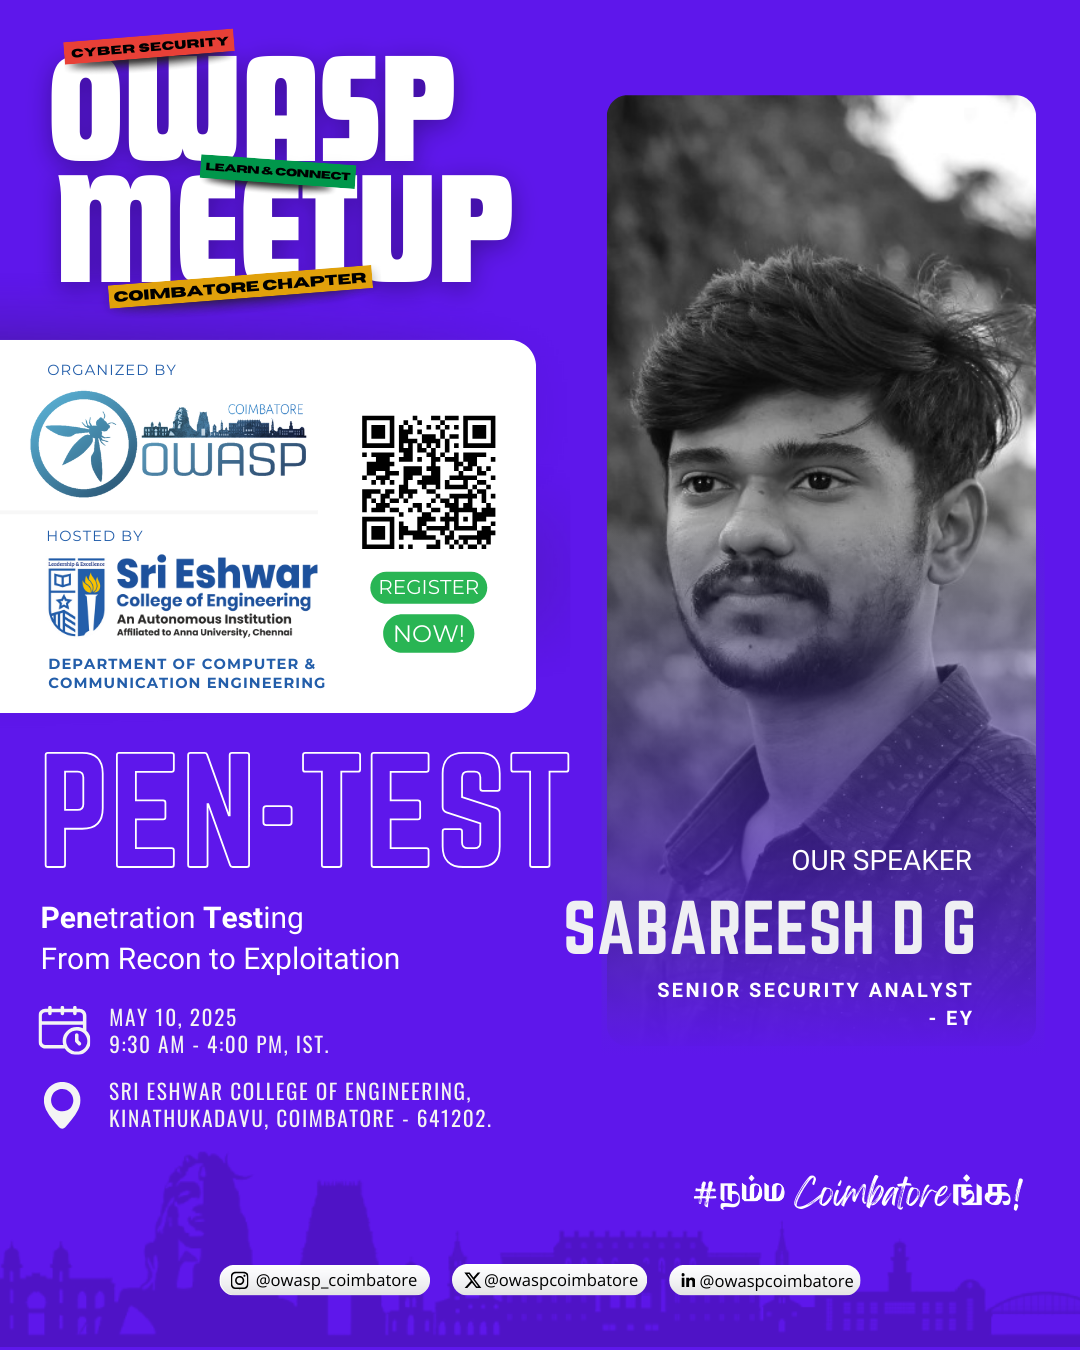 CYBER SECURITY
OWASP
LEARN & CONNECT
MEETUP
COIMBATORE CHAPTER
ORGANIZED BY
COIMBATORE
OWASP
HOSTED BY
Leadership & Excellence
Sri Eshwar
College of Engineering
An Autonomous Institution
Affiliated to Anna University, Chennai
DEPARTMENT OF COMPUTER &
COMMUNICATION ENGINEERING
REGISTER
NOW!
PEN-TEST
Penetration Testing
From Recon to Exploitation
MAY 10, 2025
9:30 AM - 4:00 PM, IST.
SRI ESHWAR COLLEGE OF ENGINEERING,
KINATHUKADAVU, COIMBATORE - 641202.
OUR SPEAKER
SABAREESH D G
SENIOR SECURITY ANALYST
- EY
#நம்ம Coimbatoreங்க!
@owasp_coimbatore
@owaspcoimbatore
@owaspcoimbatore